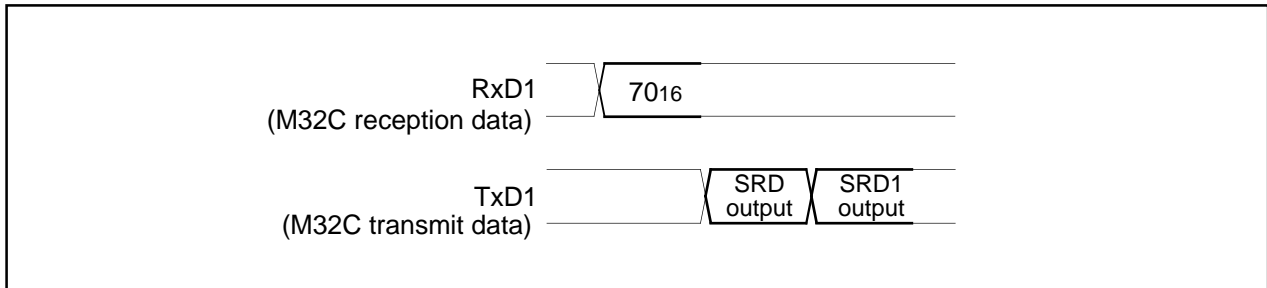 RxD1
(M32C reception data)
7016
TxD1
(M32C transmit data)
SRD
output
SRD1
output